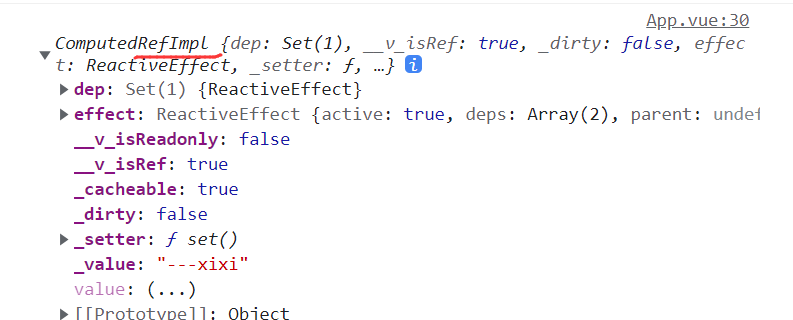 App.vue:30
ComputedRefImpl {dep: Set(1), __v_isRef: true, _dirty: false, effec
t: ReactiveEffect, _setter: ƒ, …} i
dep: Set(1) {ReactiveEffect}
effect: ReactiveEffect {active: true, deps: Array(2), parent: undef
__v_isReadonly: false
__v_isRef: true
_cacheable: true
_dirty: false
_setter: ƒ set()
_value: "---xixi"
value: (...)
[[Prototype]]: Object